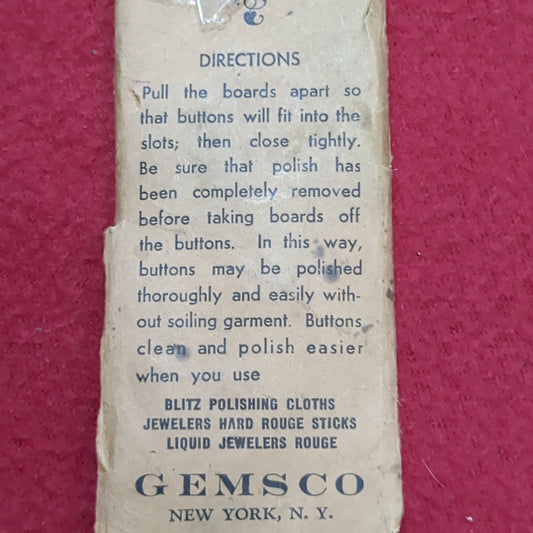 DIRECTIONS
Pull the boards apart so
that buttons will fit into the
slots; then close tightly.
Be sure that polish has
been completely removed
before taking boards off
the buttons. In this way,
buttons may be polished
thoroughly and easily with-
out soiling garment. Buttons
clean and polish easier
when you use
BLITZ POLISHING CLOTHS
JEWELERS HARD ROUGE STICKS
LIQUID JEWELERS ROUGE
GEMSCO
NEW YORK, N. Y.